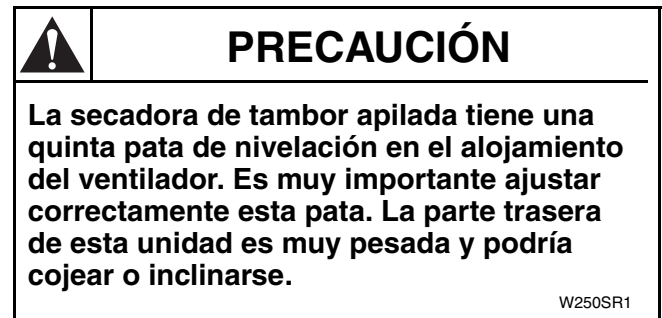 PRECAUCIÓN
La secadora de tambor apilada tiene una
quinta pata de nivelación en el alojamiento
del ventilador. Es muy importante ajustar
correctamente esta pata. La parte trasera
de esta unidad es muy pesada y podría
cojear o inclinarse.
W250SR1